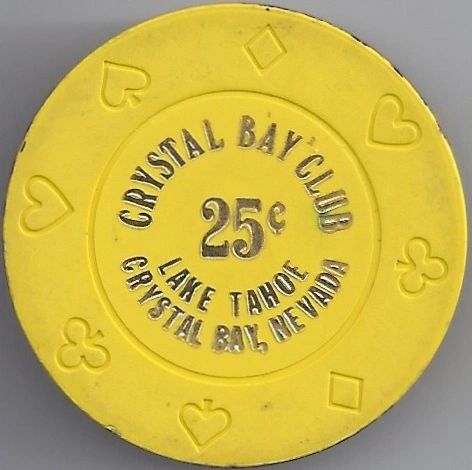 CRYSTAL BAY CLUB
25¢
LAKE TAHOE
CRYSTAL BAY, NEVADA